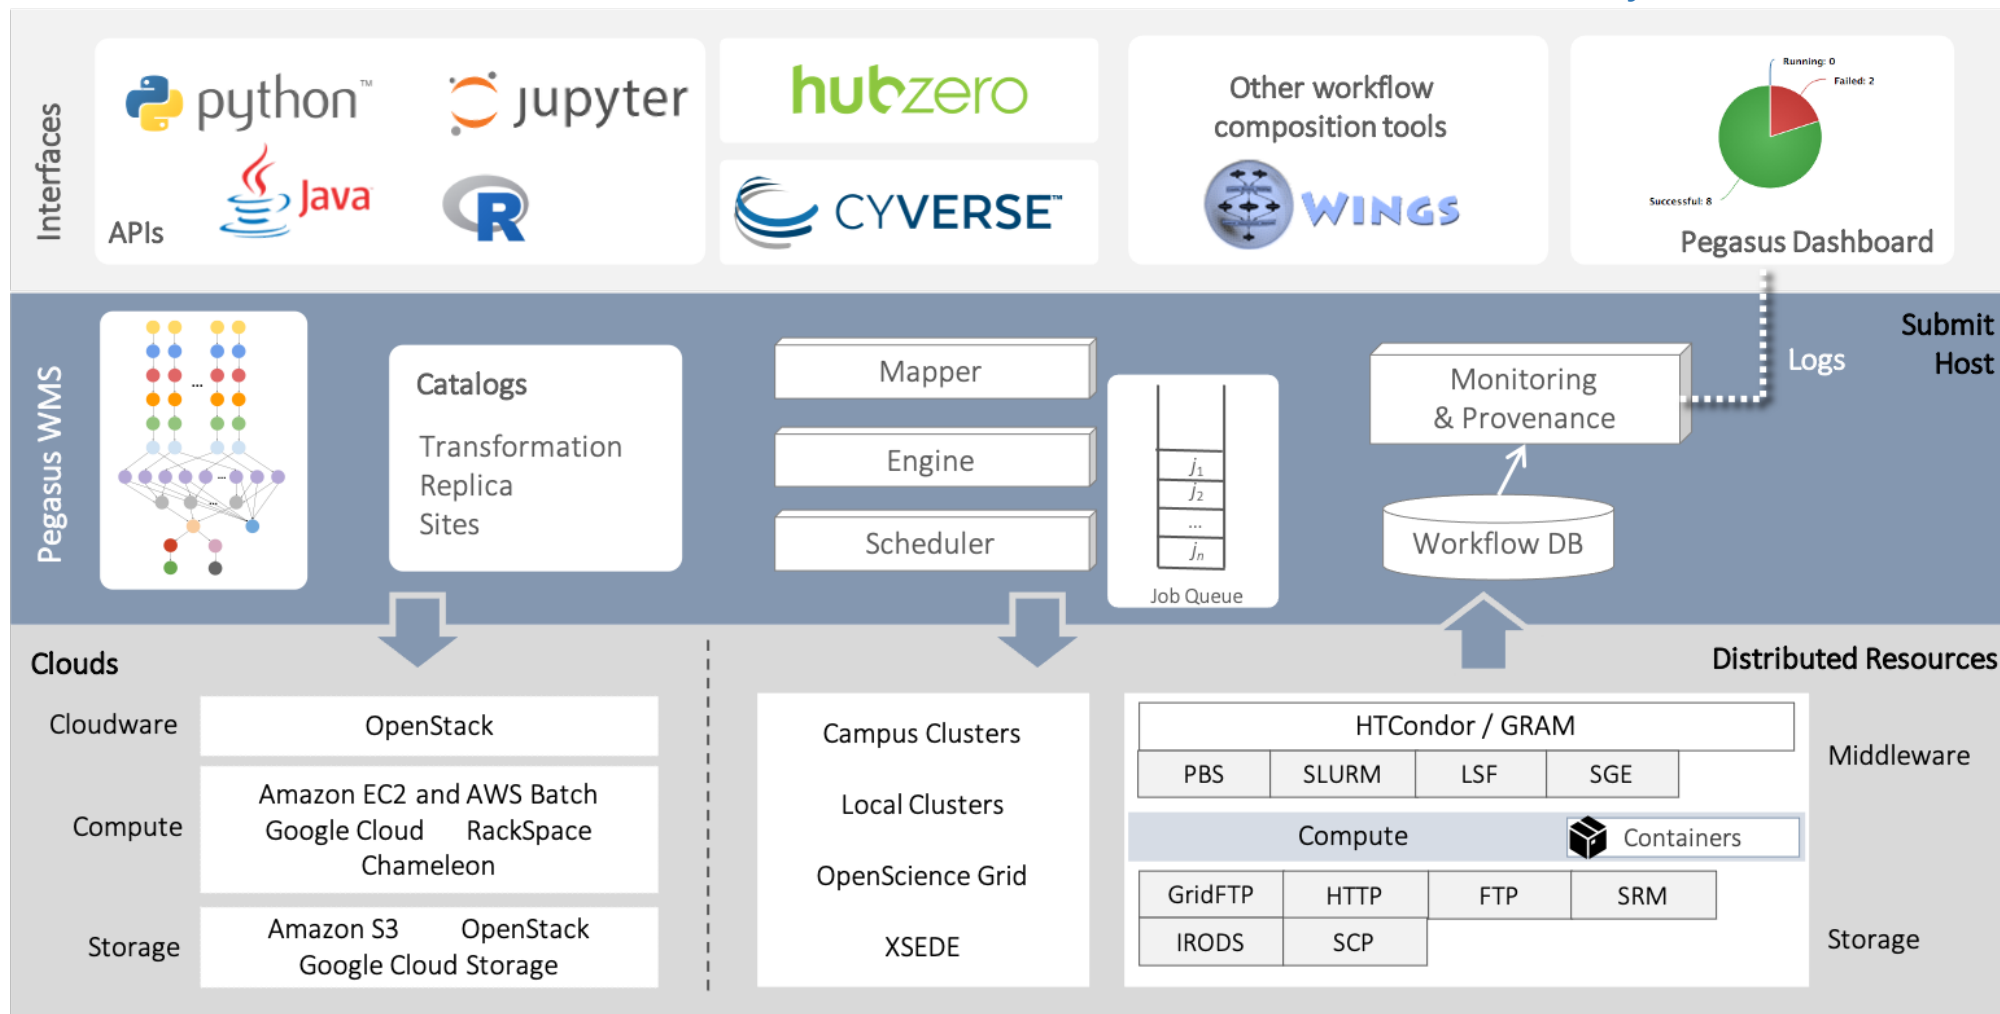 Interfaces
python™
jupyter
Java
R
APIs
hubzero
CYVERSE™
Other workflow
composition tools
WINGS
Running: 0
Failed: 2
Successful: 8
Pegasus Dashboard
Pegasus WMS
...
...
...
Catalogs
Transformation
Replica
Sites
Mapper
Engine
Scheduler
j1
j2
...
jn
Job Queue
Monitoring
& Provenance
Workflow DB
Logs
Submit
Host
Clouds
Cloudware
OpenStack
Compute
Amazon EC2 and AWS Batch
Google Cloud RackSpace
Chameleon
Storage
Amazon S3 OpenStack
Google Cloud Storage
Distributed Resources
Campus Clusters
Local Clusters
OpenScience Grid
XSEDE
HTCondor / GRAM
PBS SLURM LSF SGE
Middleware
Compute
Containers
GridFTP HTTP FTP SRM
IRODS SCP
Storage